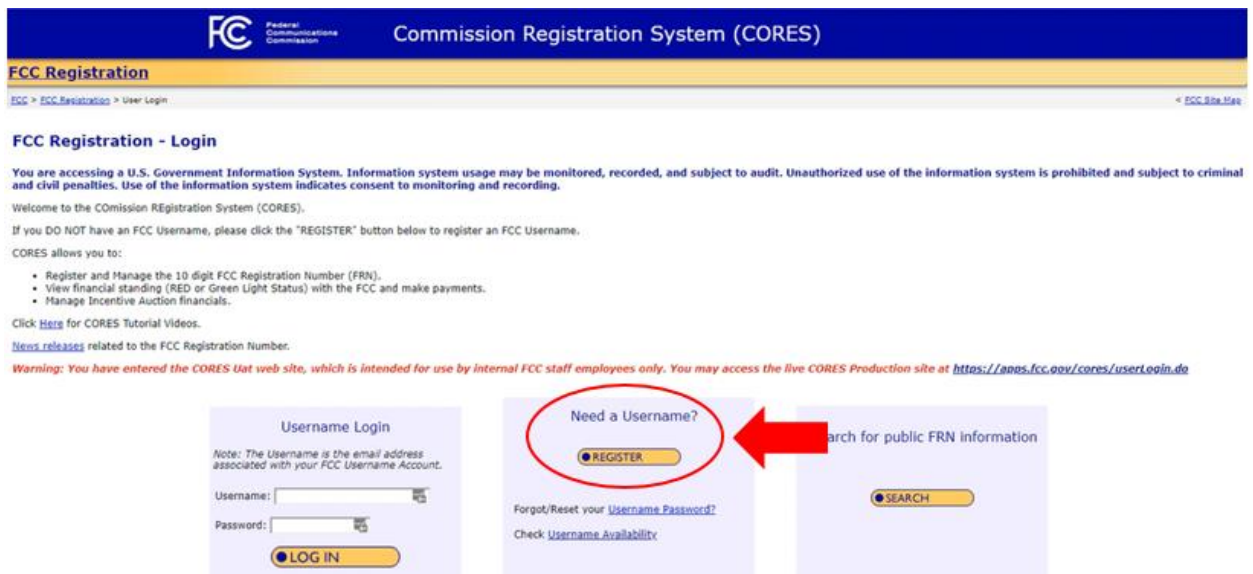 FC Federal Communications Commission
Commission Registration System (CORES)
FCC Registration
FCC > FCC Registration > User Login
< FCC Site Map
FCC Registration - Login
You are accessing a U.S. Government Information System. Information system usage may be monitored, recorded, and subject to audit. Unauthorized use of the information system is prohibited and subject to criminal
and civil penalties. Use of the information system indicates consent to monitoring and recording.
Welcome to the COmission REgistration System (CORES).
If you DO NOT have an FCC Username, please click the "REGISTER" button below to register an FCC Username.
CORES allows you to:
• Register and Manage the 10 digit FCC Registration Number (FRN).
• View financial standing (RED or Green Light Status) with the FCC and make payments.
• Manage Incentive Auction financials.
Click Here for CORES Tutorial Videos.
News releases related to the FCC Registration Number.
Warning: You have entered the CORES Uat web site, which is intended for use by internal FCC staff employees only. You may access the live CORES Production site at https://apps.fcc.gov/cores/userLogin.do
Username Login
Note: The Username is the email address
associated with your FCC Username Account.
Username:
Password:
LOG IN
Need a Username?
REGISTER
Forgot/Reset your Username Password?
Check Username Availability
arch for public FRN information
SEARCH